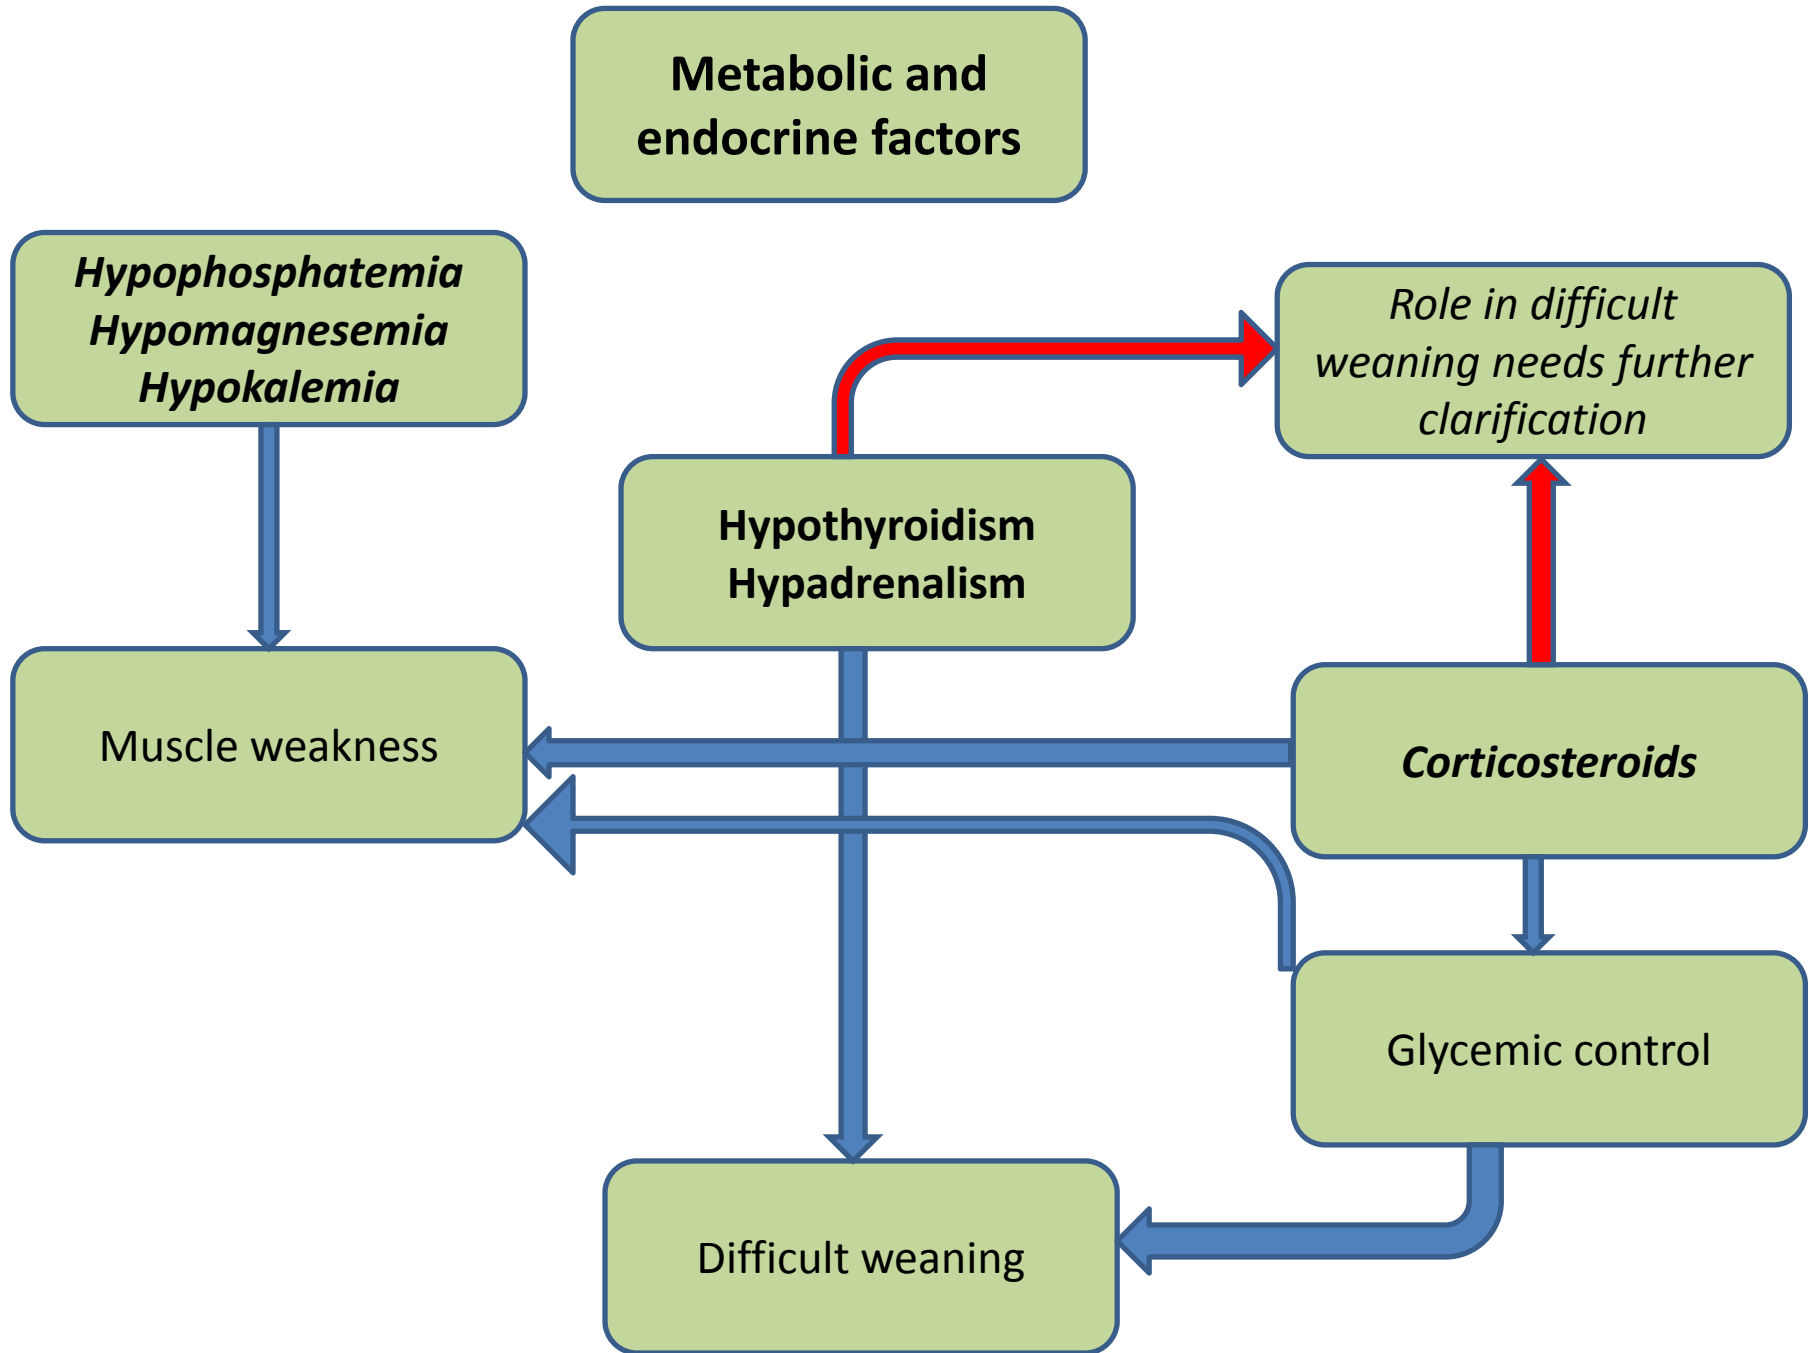 Metabolic and
endocrine factors
Hypophosphatemia
Hypomagnesemia
Hypokalemia
Role in difficult
weaning needs further
clarification
Hypothyroidism
Hypadrenalism
Muscle weakness
Corticosteroids
Glycemic control
Difficult weaning